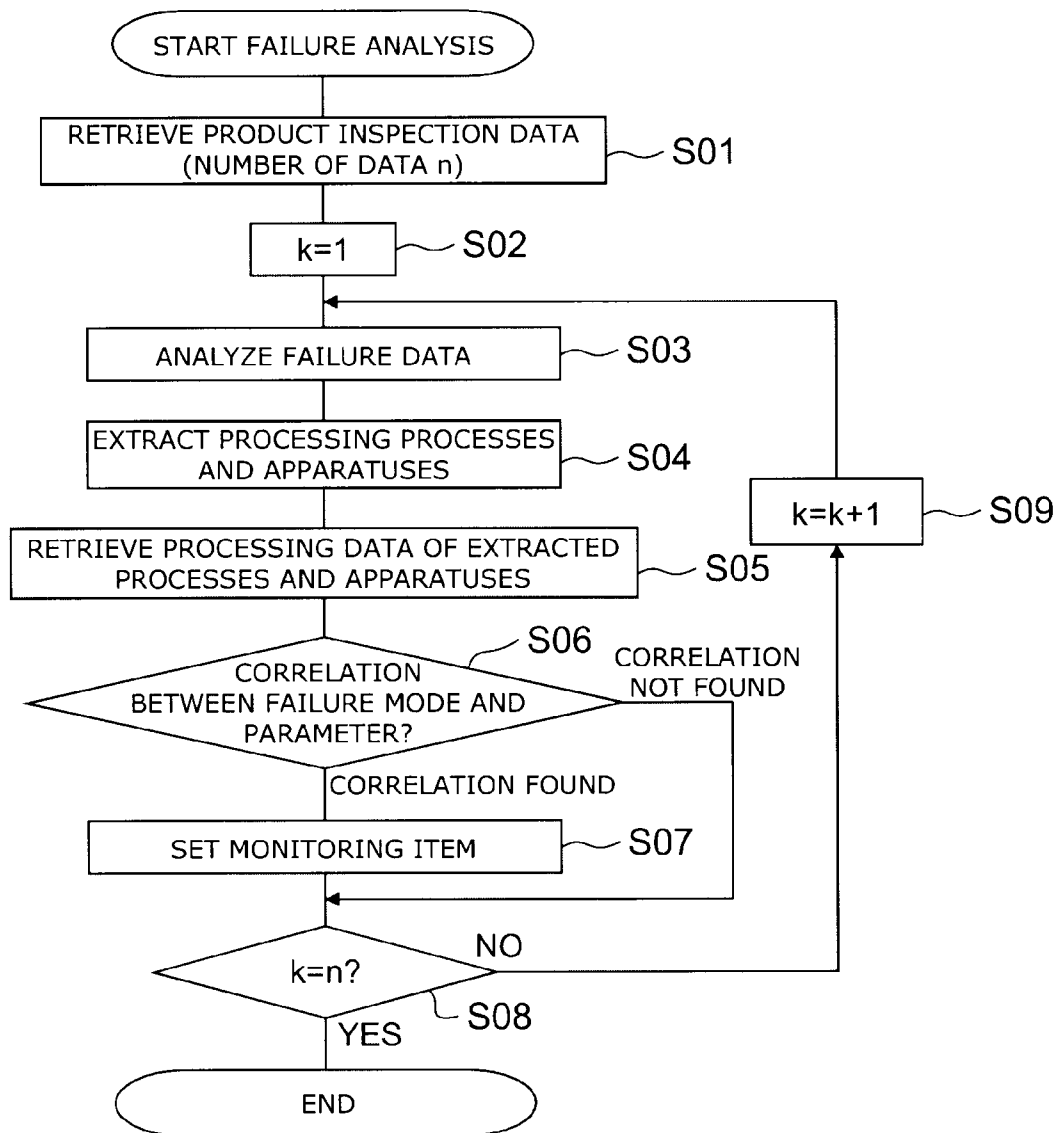 START FAILURE ANALYSIS
RETRIEVE PRODUCT INSPECTION DATA
(NUMBER OF DATA n)
S01
k=1
S02
ANALYZE FAILURE DATA
S03
EXTRACT PROCESSING PROCESSES
AND APPARATUSES
S04
k=k+1
S09
RETRIEVE PROCESSING DATA OF EXTRACTED
PROCESSES AND APPARATUSES
S05
S06
CORRELATION
BETWEEN FAILURE MODE AND
PARAMETER?
CORRELATION
NOT FOUND
CORRELATION FOUND
SET MONITORING ITEM
S07
k=n?
NO
S08
YES
END